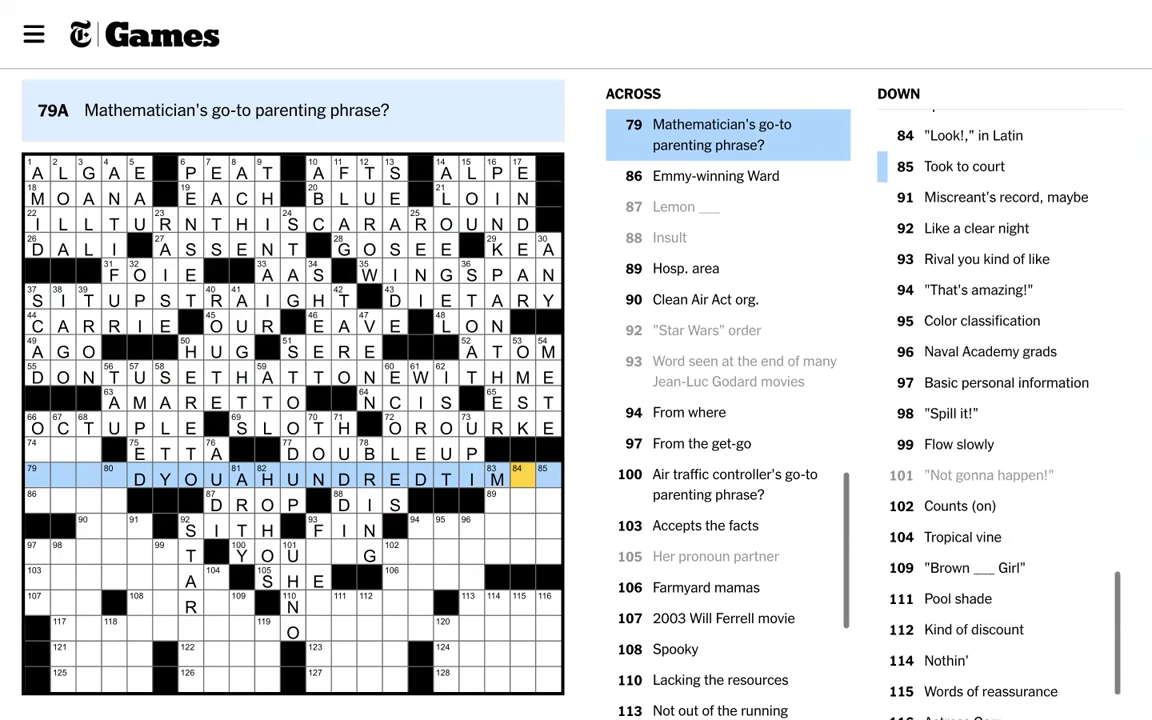 Games
79A Mathematician's go-to parenting phrase?
ALGAE PEAT AFTS ALPE
MOANA EACH BLUE LOIN
ILLTURNTHISCARAROUND
DALI ASSENT GOSEE KEA
FOIE AAS WINGSPAN
SITUPSTRAIGHT DIETARY
CARRIE OUR EAVE LON
AGO HUG SERE ATOM
DONTUSETHATTONEWITHME
AMARETTO NCIS EST
OCTUPLE SLOTH OROURKE
ETTA DOUBLEUP
DYOUAHUNDREDTIM
DROP DIS
SITH FIN
T YOU G
A SHE
R N
O
ACROSS
79 Mathematician's go-to
parenting phrase?
86 Emmy-winning Ward
87 Lemon ___
88 Insult
89 Hosp. area
90 Clean Air Act org.
92 "Star Wars" order
93 Word seen at the end of many
Jean-Luc Godard movies
94 From where
97 From the get-go
100 Air traffic controller's go-to
parenting phrase?
103 Accepts the facts
105 Her pronoun partner
106 Farmyard mamas
107 2003 Will Ferrell movie
108 Spooky
110 Lacking the resources
113 Not out of the running
DOWN
84 "Look!," in Latin
85 Took to court
91 Miscreant's record, maybe
92 Like a clear night
93 Rival you kind of like
94 "That's amazing!"
95 Color classification
96 Naval Academy grads
97 Basic personal information
98 "Spill it!"
99 Flow slowly
101 "Not gonna happen!"
102 Counts (on)
104 Tropical vine
109 "Brown ___ Girl"
111 Pool shade
112 Kind of discount
114 Nothin'
115 Words of reassurance